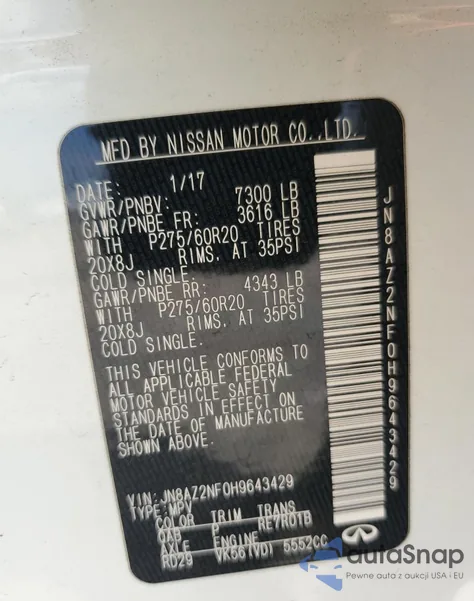 MFD BY NISSAN MOTOR CO.,LTD.
DATE: 1/17
GVWR/PNBV: 7300 LB
GAWR/PNBE FR: 3616 LB
WITH P275/60R20 TIRES
20X8J RIMS, AT 35PSI
COLD SINGLE.
GAWR/PNBE RR: 4343 LB
WITH P275/60R20 TIRES
20X8J RIMS, AT 35PSI
COLD SINGLE.
THIS VEHICLE CONFORMS TO
ALL APPLICABLE FEDERAL
MOTOR VEHICLE SAFETY
STANDARDS IN EFFECT ON
THE DATE OF MANUFACTURE
SHOWN ABOVE.
VIN: JN8AZ2NF0H9643429
TYPE: MPV
COLOR TRIM TRANS
QAB P RE7R01B
AXLE ENGINE
RD29 VK56(VD) 5552CC
JN8AZ2NF0H9643429
autoSnap
Pewne auta z aukcji USA i EU